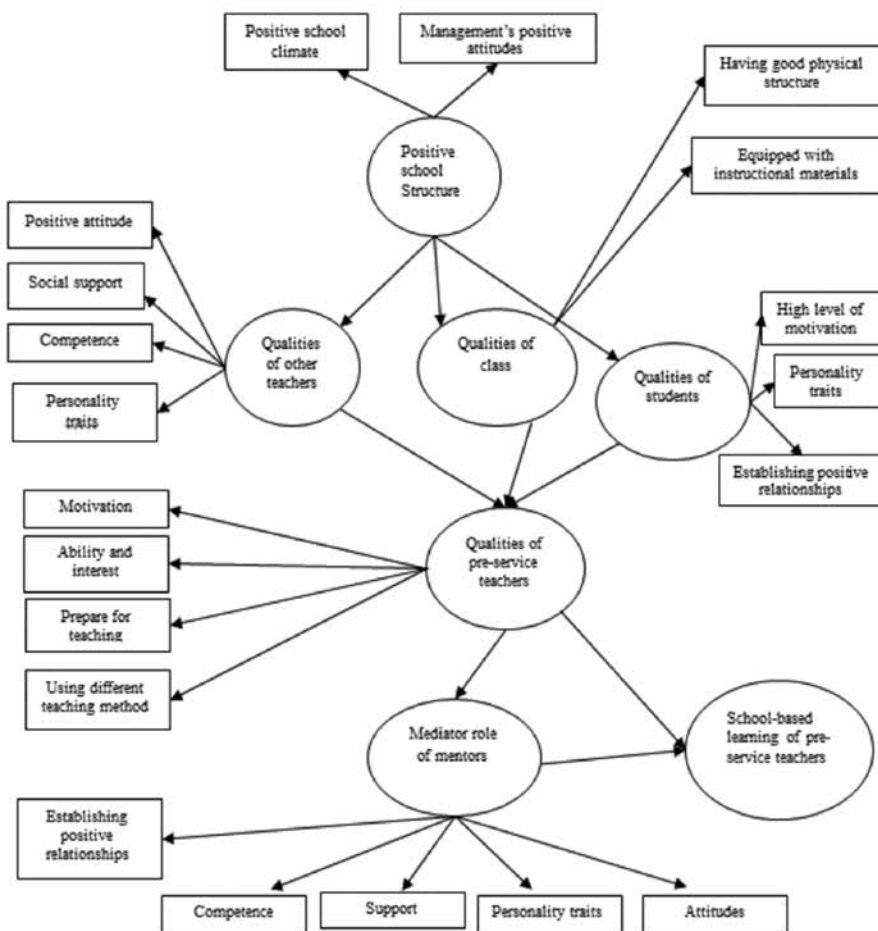 Positive school
climate
Management's positive
attitudes
Having good physical
structure
Positive
school
Structure
Equipped with
instructional materials
Positive attitude
Social support
Competence
Personality
traits
Qualities
of other
teachers
Qualities of
class
Qualities of
students
High level of
motivation
Personality
traits
Establishing positive
relationships
Motivation
Ability and
interest
Prepare for
teaching
Using different
teaching method
Qualities of
pre-service
teachers
Mediator role
of mentors
School-based
learning of pre-
service teachers
Establishing
positive
relationships
Competence
Support
Personality traits
Attitudes